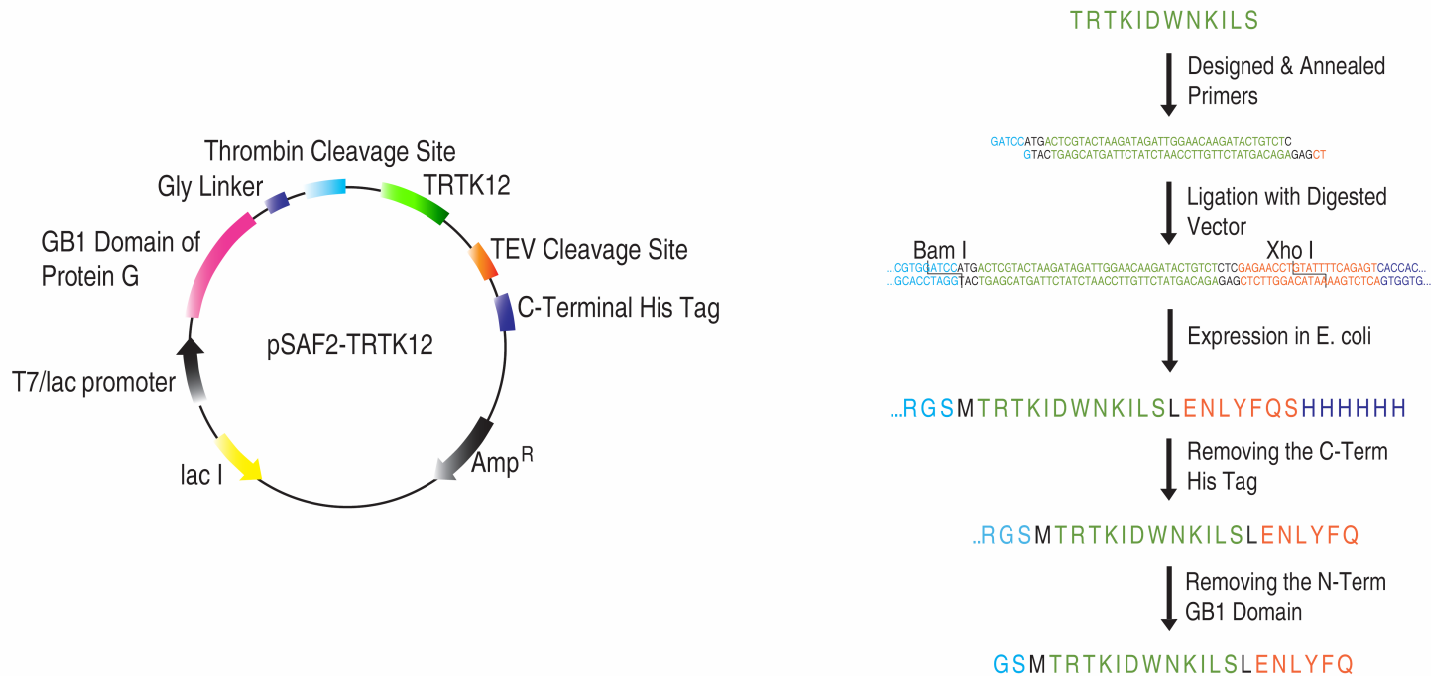 Thrombin Cleavage Site
Gly Linker
TRTK12
GB1 Domain of
Protein G
TEV Cleavage Site
C-Terminal His Tag
pSAF2-TRTK12
T7/lac promoter
lac I
Amp^R
TRTKIDWNKILS
Designed & Annealed
Primers
GATCCATGACTCGTACTAAGATAGATTGGAACAAGATACTGTCTC
GTACTGAGCATGATTCTATCTAACCTTGTTCTATGACAGAGAGCT
Ligation with Digested
Vector
Bam I
Xho I
...CGTGGATCCATGACTCGTACTAAGATAGATTGGAACAAGATACTGTCTCTCGAGAACCTGTATTTTCAGAGTCACCAC...
..GCACCTAGGTACTGAGCATGATTCTATCTAACCTTGTTCTATGACAGAGAGCTCTTGGACATAAAAGTCTCAGTGGTG...
Expression in E. coli
...RGSMTRTKIDWNKILSLENLYFQSHHHHHH
Removing the C-Term
His Tag
..RGSMTRTKIDWNKILSLENLYFQ
Removing the N-Term
GB1 Domain
GSMTRTKIDWNKILSLENLYFQ